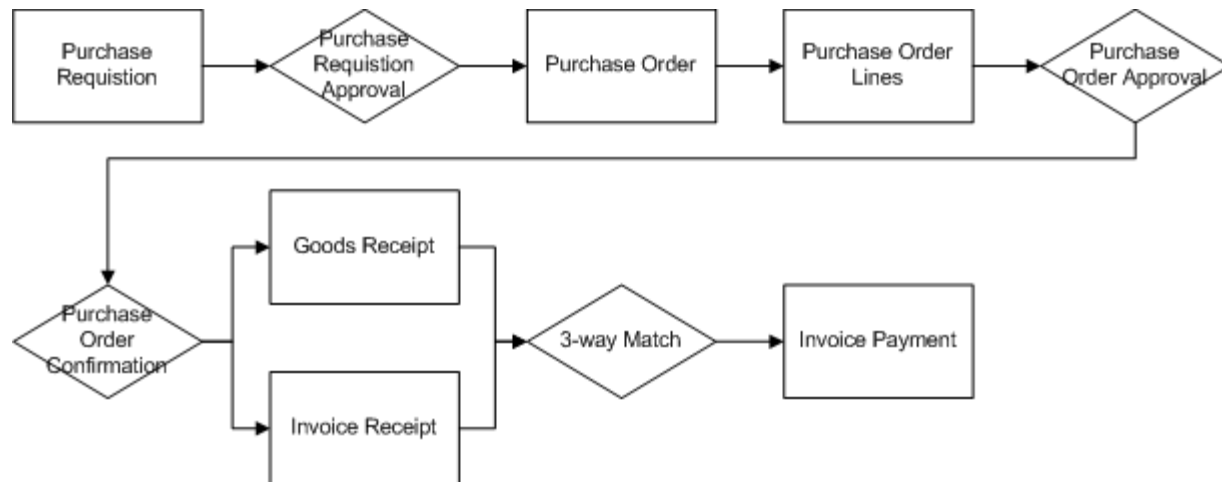 Purchase
Requistion
Purchase
Requistion
Approval
Purchase Order
Purchase Order
Lines
Purchase
Order Approval
Purchase
Order
Confirmation
Goods Receipt
Invoice Receipt
3-way Match
Invoice Payment